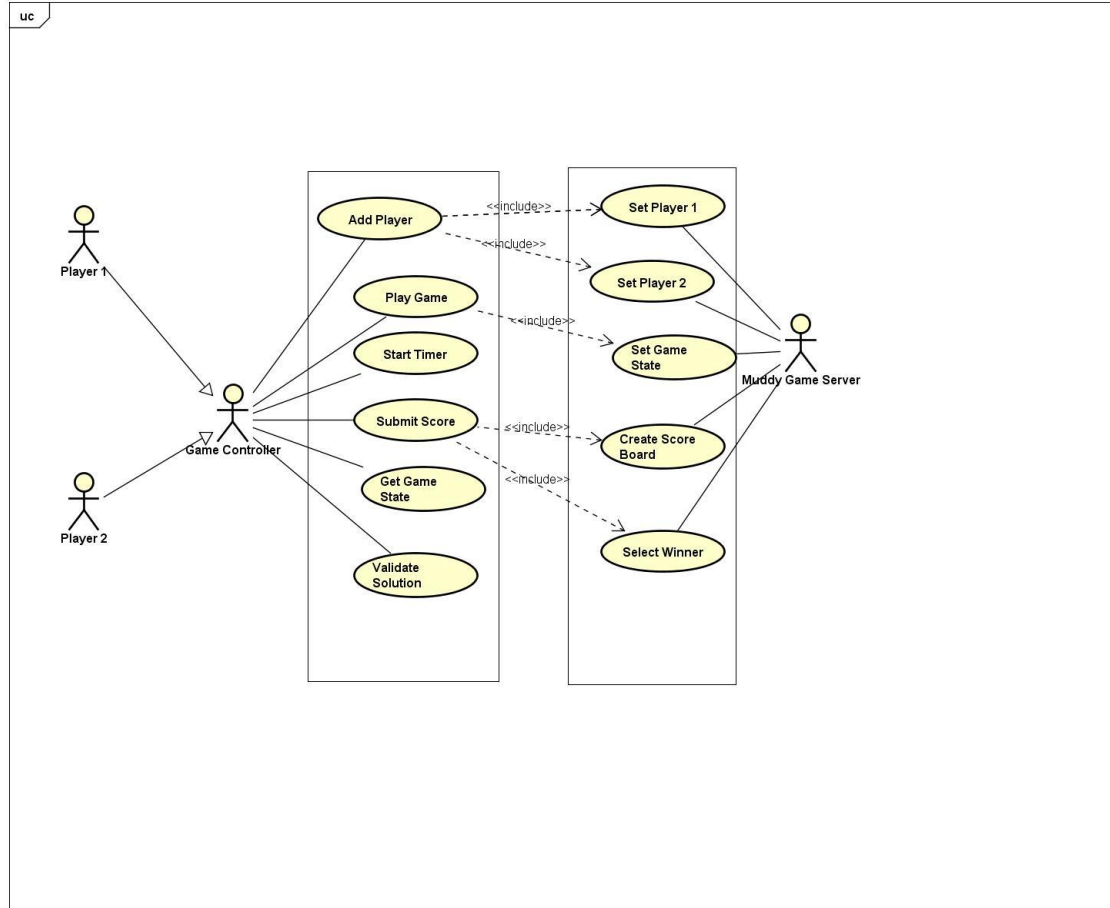 uc
Add Player
<<include>>
Set Player 1
Player 1
<<include>>
Set Player 2
Play Game
<<include>>
Start Timer
Set Game
State
Muddy Game Server
Game Controller
Submit Score
<<include>>
Create Score
Board
Get Game
State
<<include>>
Player 2
Select Winner
Validate
Solution